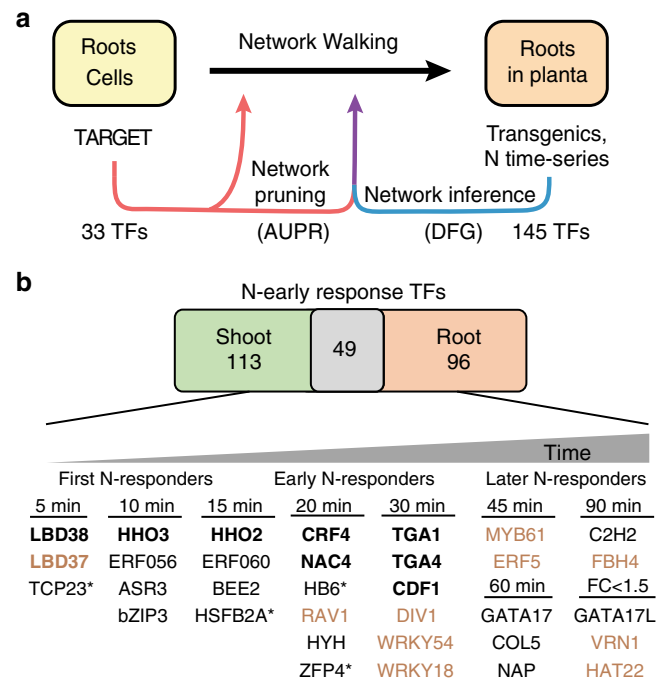 a
Roots
Cells
Network Walking
Roots
in planta
TARGET
Transgenics,
N time-series
Network
pruning
Network inference
33 TFs
(AUPR)
(DFG)
145 TFs
b
N-early response TFs
Shoot
113
49
Root
96
Time
First N-responders
Early N-responders
Later N-responders
5 min
LBD38
LBD37
TCP23*
10 min
HHO3
ERF056
ASR3
bZIP3
15 min
HHO2
ERF060
BEE2
HSFB2A*
20 min
CRF4
NAC4
HB6*
RAV1
HYH
ZFP4*
30 min
TGA1
TGA4
CDF1
DIV1
WRKY54
WRKY18
45 min
MYB61
ERF5
60 min
GATA17
COL5
NAP
90 min
C2H2
FBH4
FC<1.5
GATA17L
VRN1
HAT22